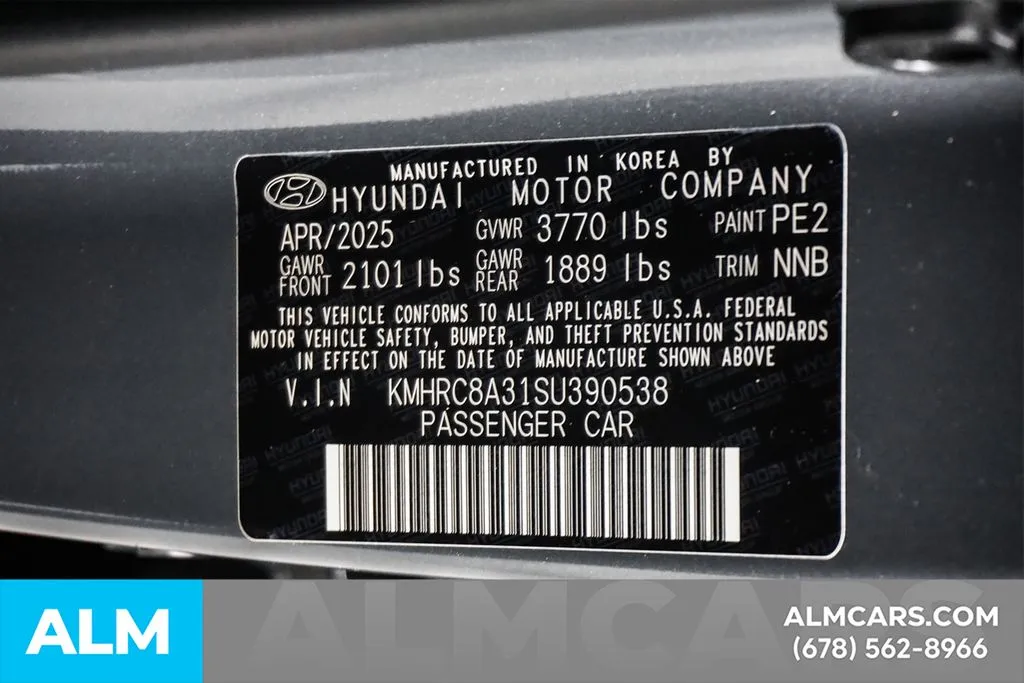 MANUFACTURED IN KOREA BY
HYUNDAI MOTOR COMPANY
APR/2025 GVWR 3770 lbs PAINT PE2
GAWR FRONT 2101 lbs GAWR REAR 1889 lbs TRIM NNB
THIS VEHICLE CONFORMS TO ALL APPLICABLE U.S.A. FEDERAL
MOTOR VEHICLE SAFETY, BUMPER, AND THEFT PREVENTION STANDARDS
IN EFFECT ON THE DATE OF MANUFACTURE SHOWN ABOVE
V.I.N KMHRC8A31SU390538
PASSENGER CAR
ALM
ALMCARS
ALMCARS.COM
(678) 562-8966